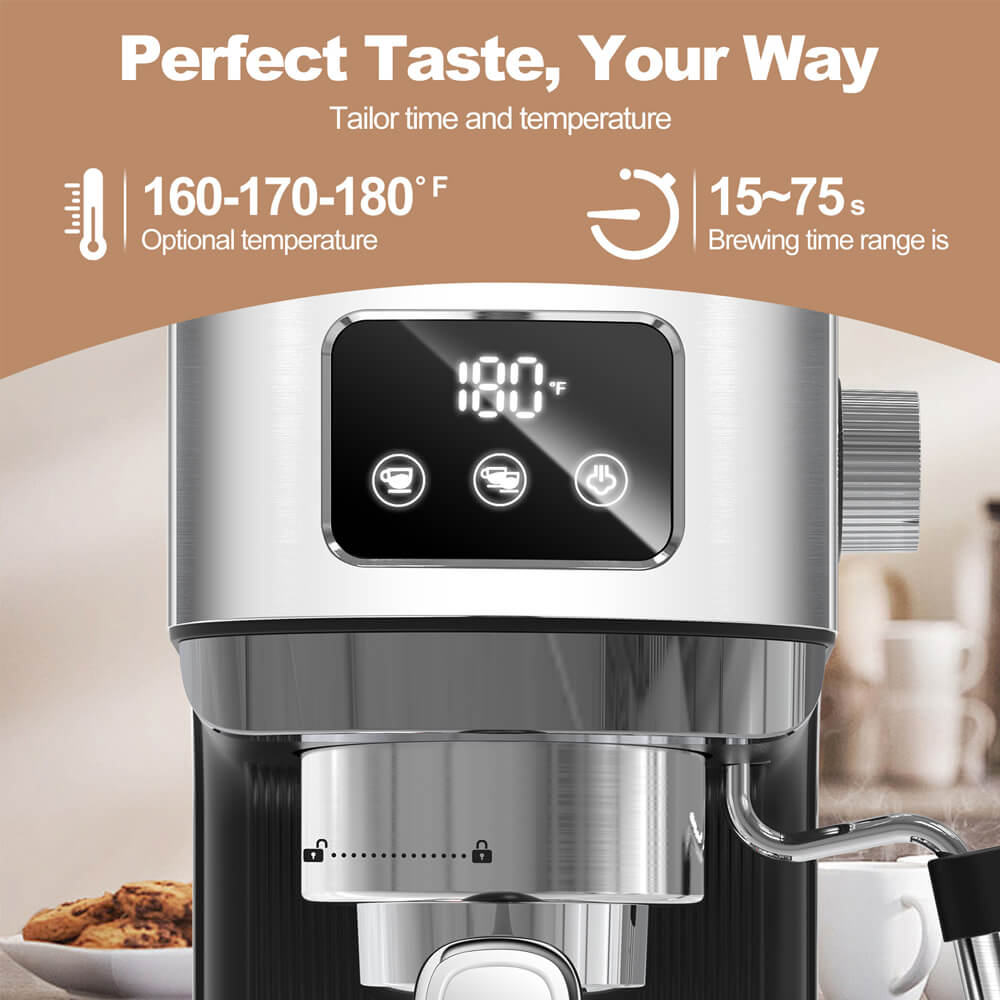 Perfect Taste, Your Way
Tailor time and temperature
160-170-180°F
Optional temperature
15~75s
Brewing time range is
180°F